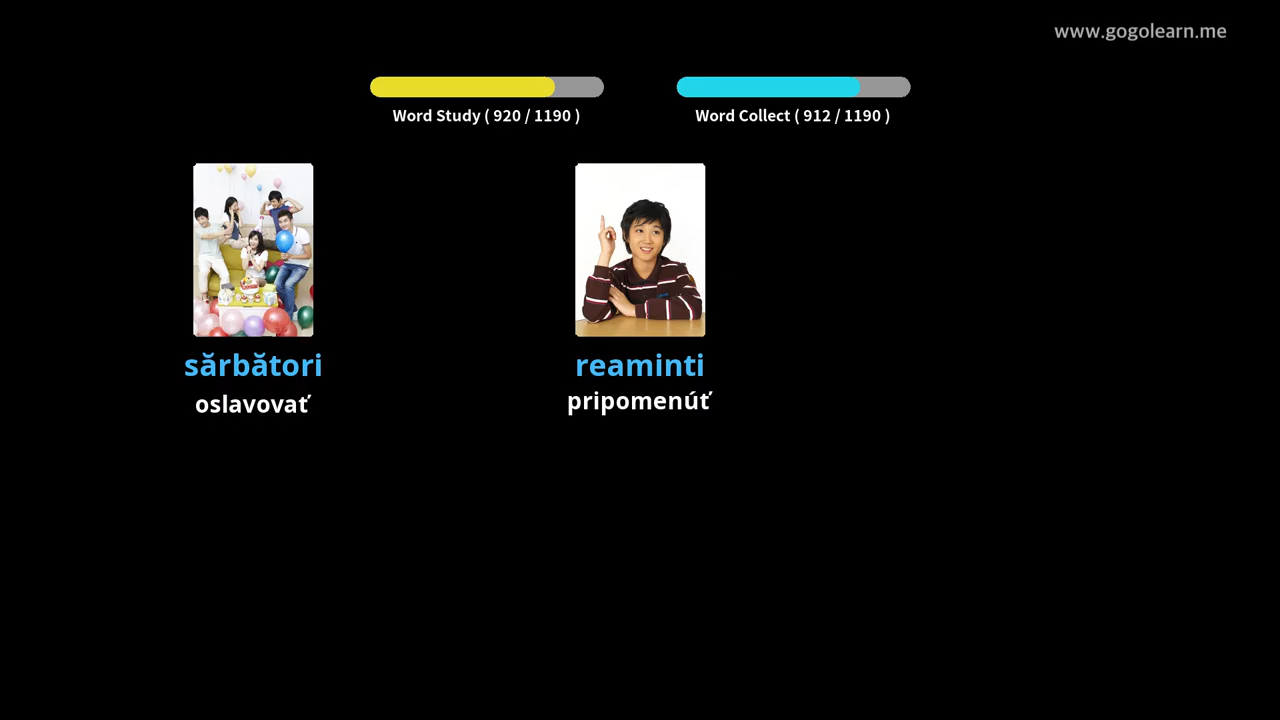 www.gogolearn.me
Word Study ( 920 / 1190 )
Word Collect ( 912 / 1190 )
sărbători
oslavovať
reaminti
pripomenúť